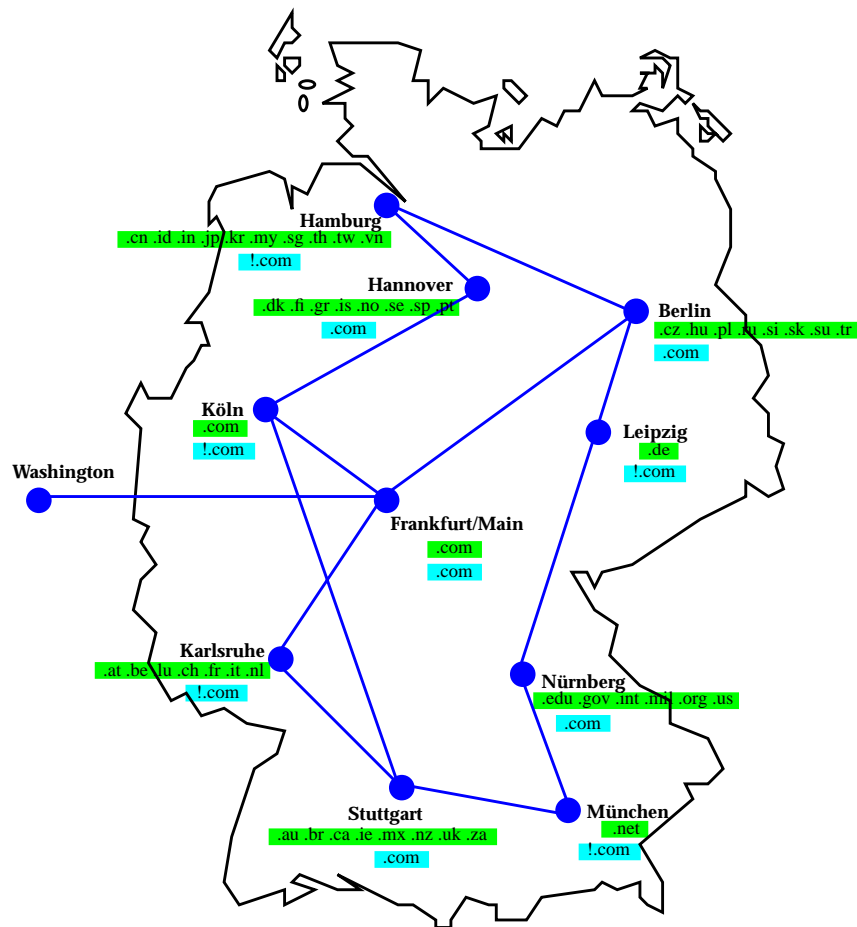 Hamburg
.cn .id .in .jp .kr .my .sg .th .tw .vn
!.com
Hannover
.dk .fi .gr .is .no .se .sp .pt
.com
Berlin
.cz .hu .pl .ru .si .sk .su .tr
.com
Köln
.com
!.com
Leipzig
.de
!.com
Washington
Frankfurt/Main
.com
.com
Karlsruhe
.at .be .lu .ch .fr .it .nl
!.com
Nürnberg
.edu .gov .int .mil .org .us
.com
Stuttgart
.au .br .ca .ie .mx .nz .uk .za
.com
München
.net
!.com